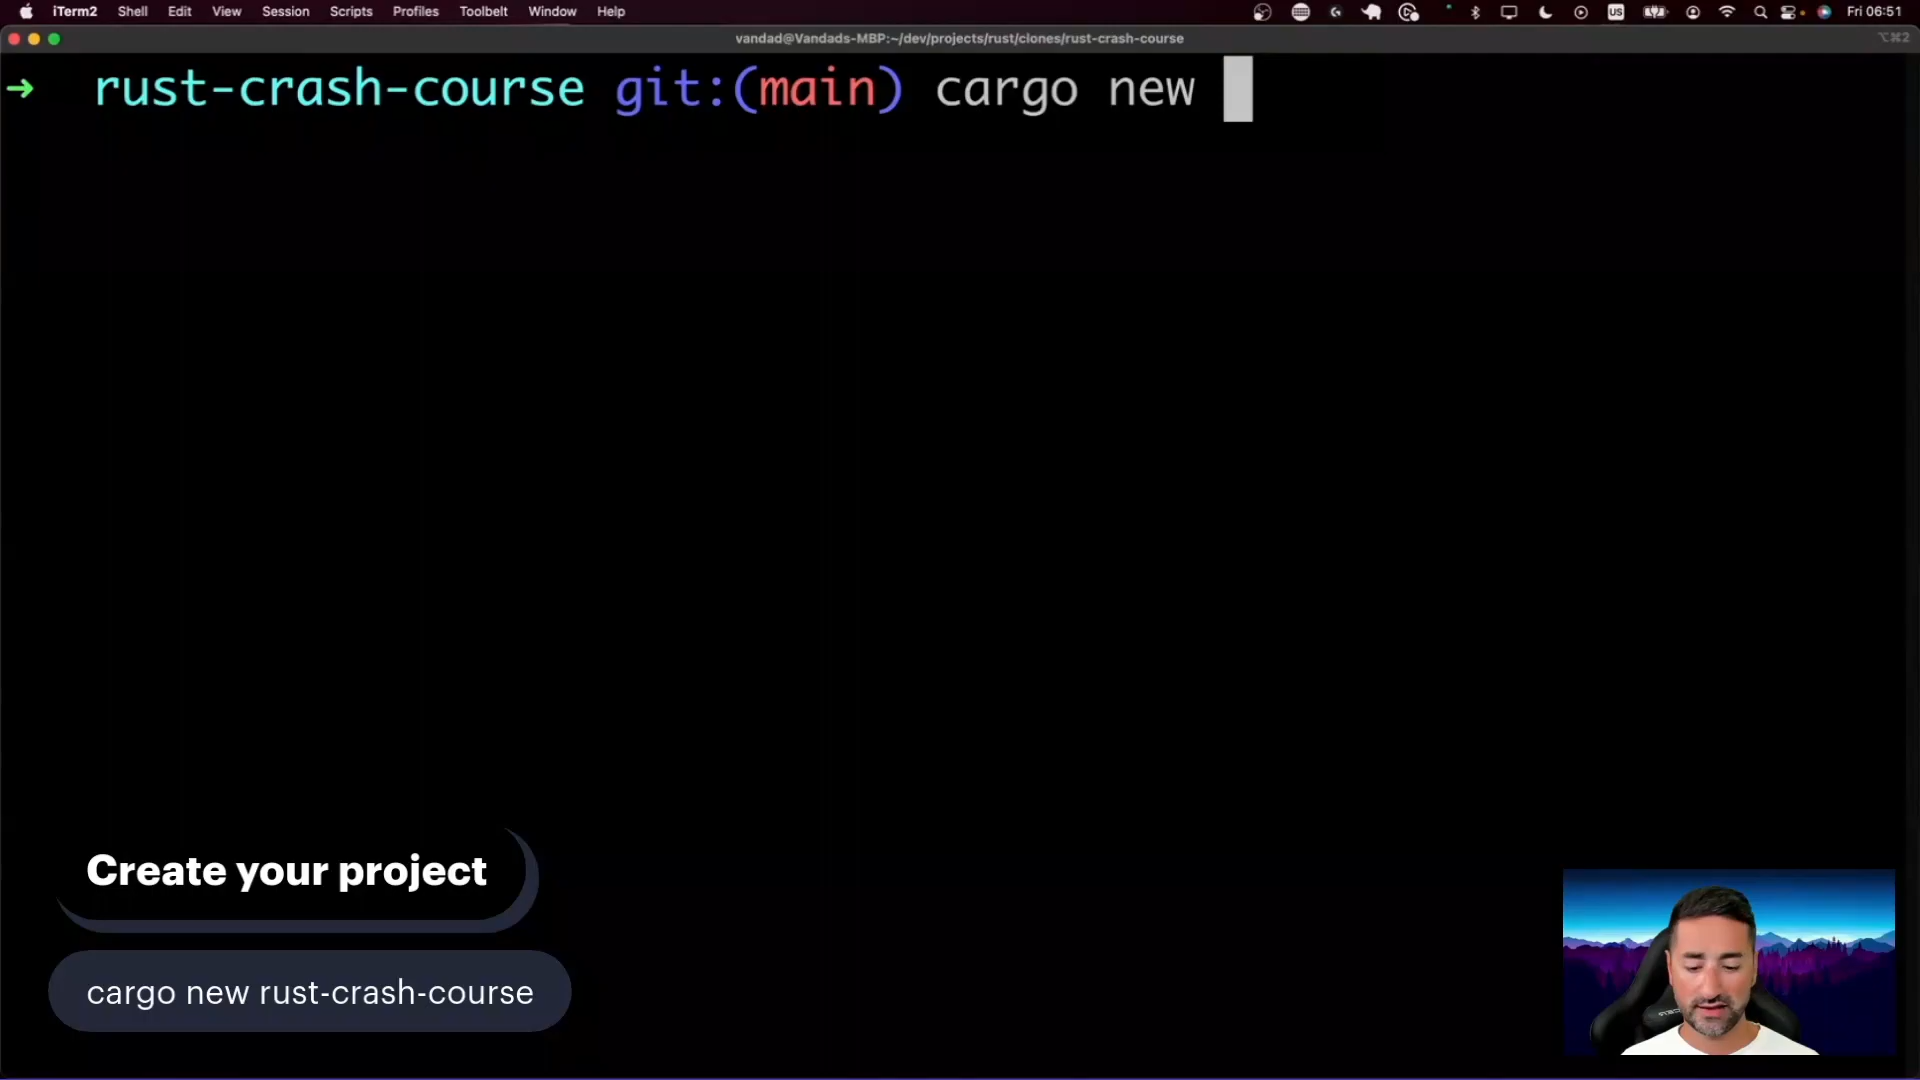 iTerm2 Shell Edit View Session Scripts Profiles Toolbelt Window Help US Fri 06:51
vandad@Vandads-MBP:~/dev/projects/rust/clones/rust-crash-course ⌥⌘2
➜ rust-crash-course git:(main) cargo new
Create your project
cargo new rust-crash-course